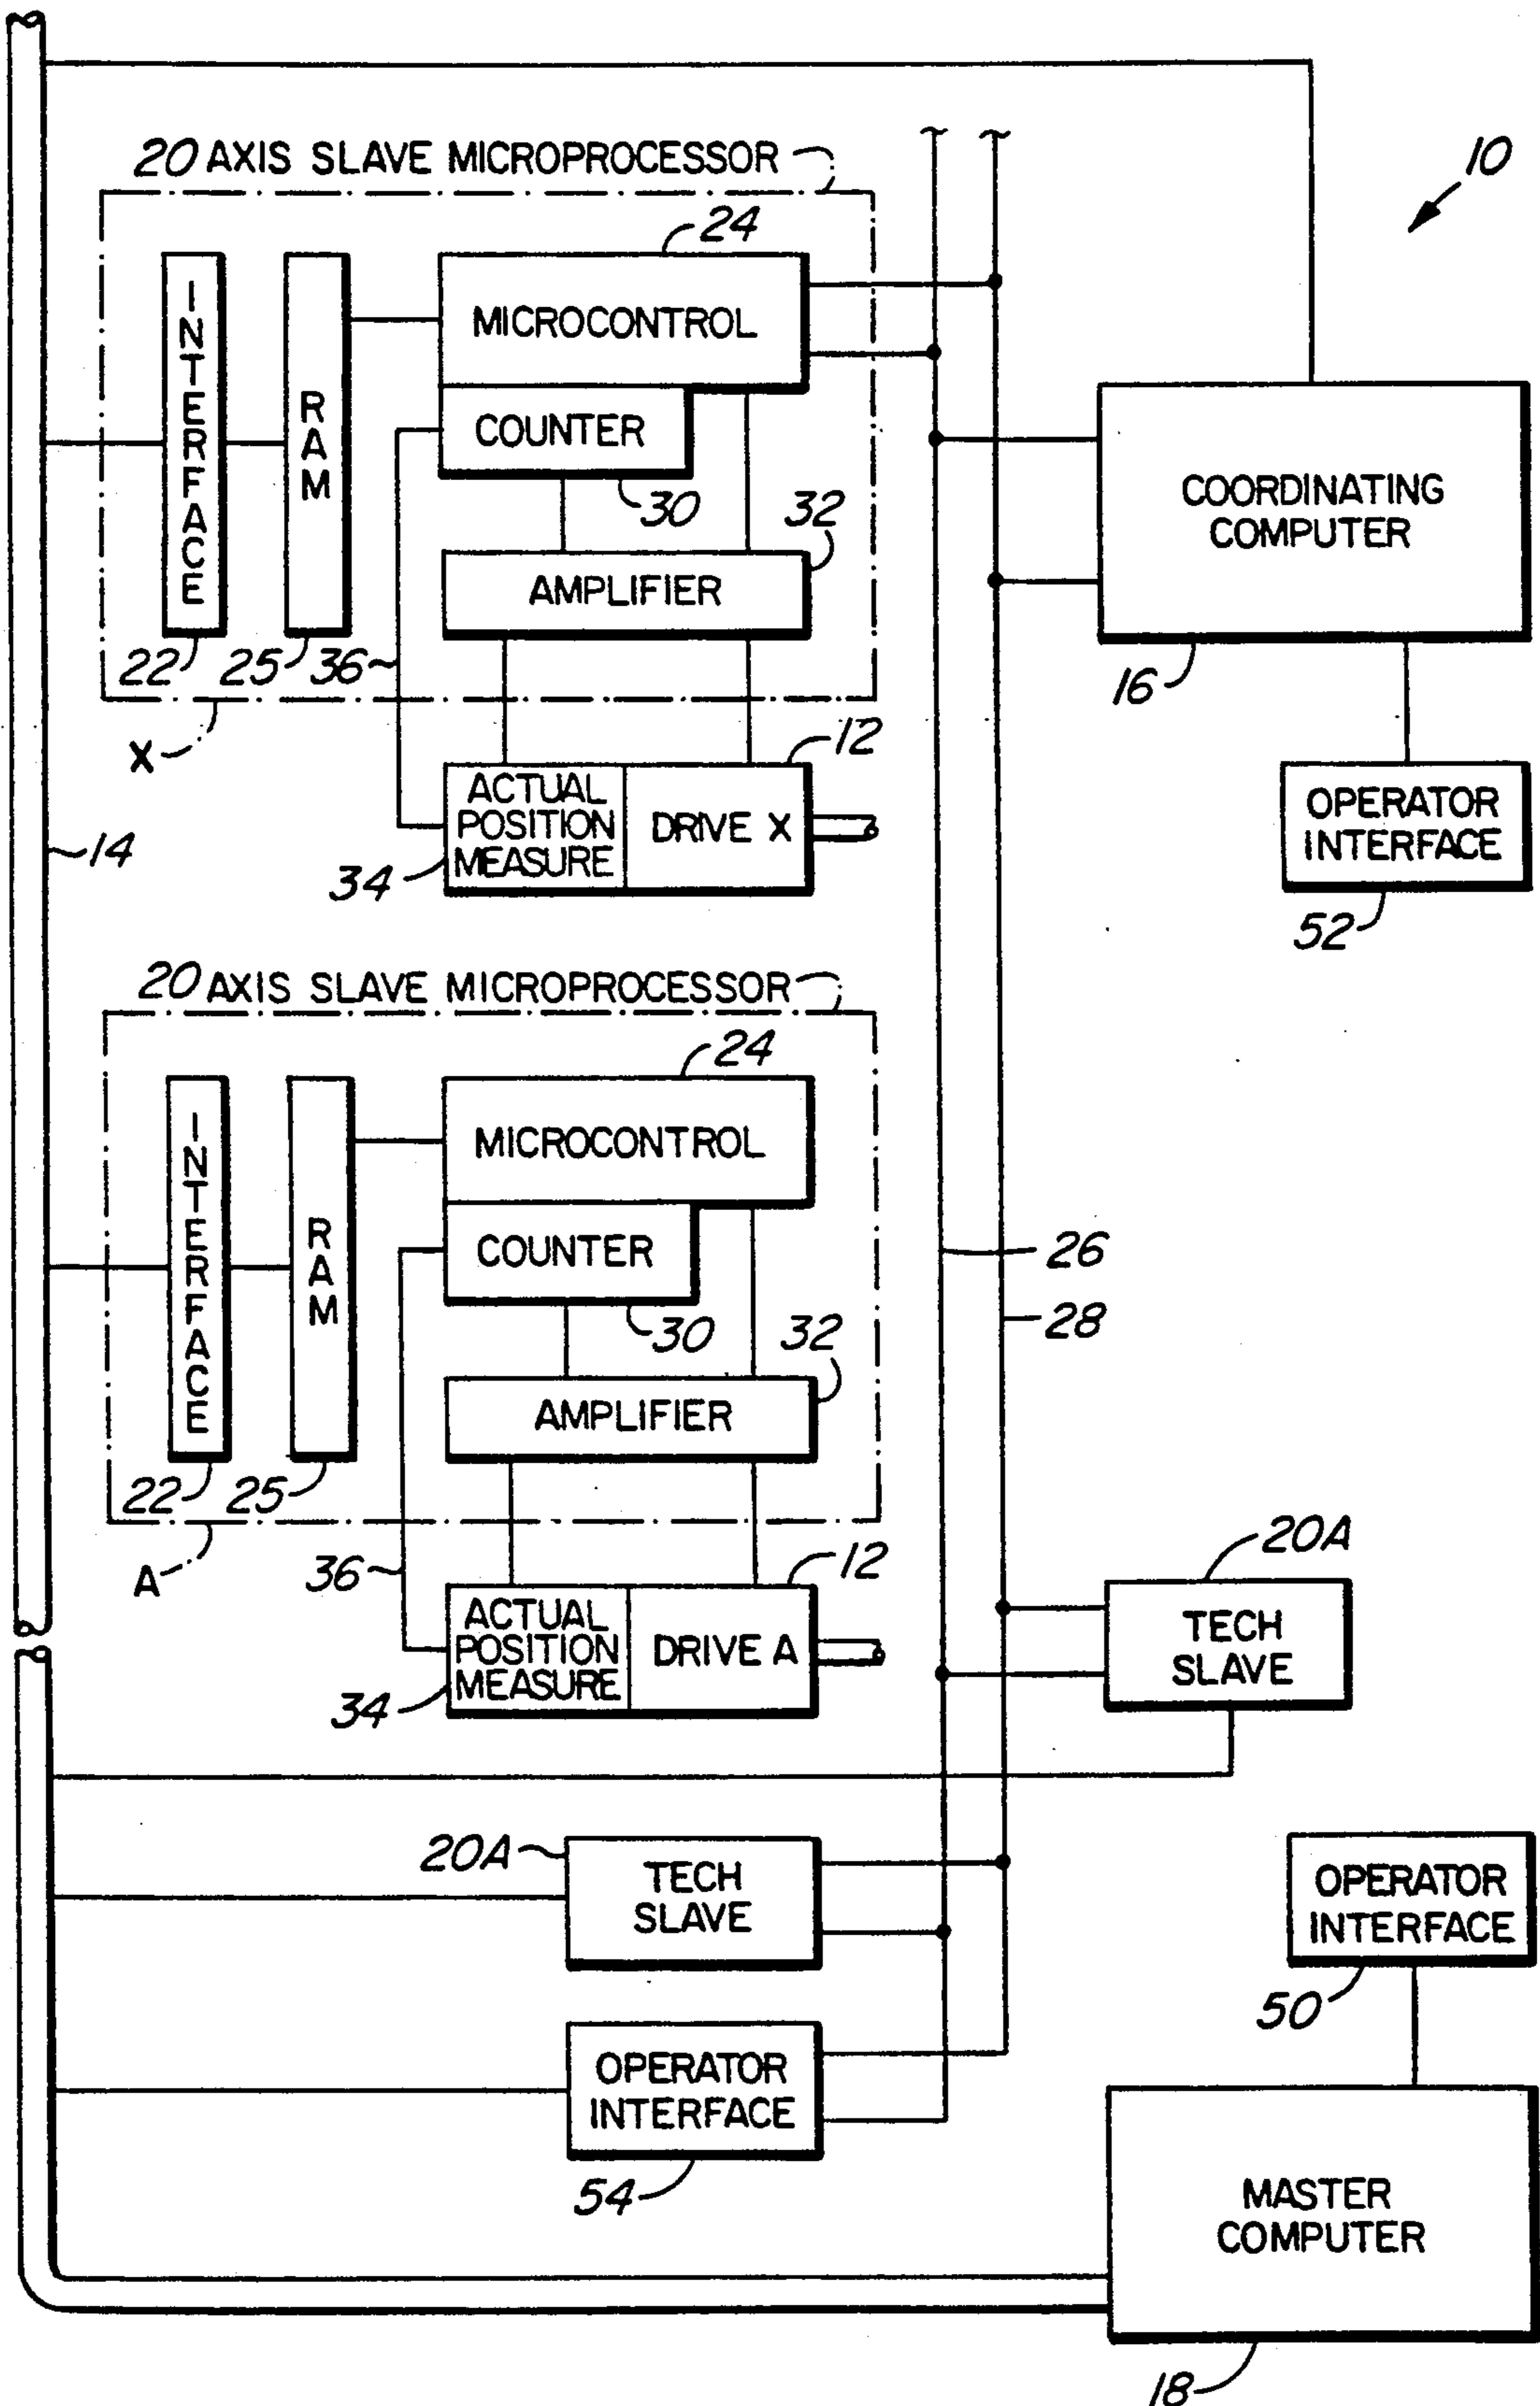 10
20 AXIS SLAVE MICROPROCESSOR
24
INTERFACE
RAM
MICROCONTROL
COUNTER
30
32
AMPLIFIER
22
25
36
X
12
ACTUAL
POSITION
MEASURE
DRIVE X
34
14
COORDINATING
COMPUTER
16
OPERATOR
INTERFACE
52
20 AXIS SLAVE MICROPROCESSOR
24
INTERFACE
RAM
MICROCONTROL
COUNTER
30
32
AMPLIFIER
22
25
36
A
12
ACTUAL
POSITION
MEASURE
DRIVE A
34
26
28
20A
TECH
SLAVE
20A
TECH
SLAVE
OPERATOR
INTERFACE
50
OPERATOR
INTERFACE
54
MASTER
COMPUTER
18